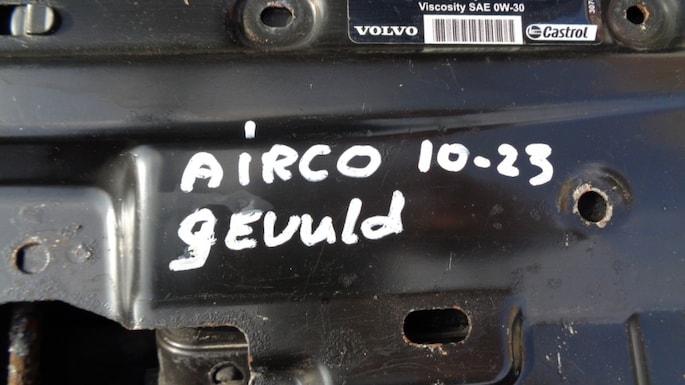 Viscosity SAE 0W-30
VOLVO Castrol
AIRCO 10-23
gEVULd